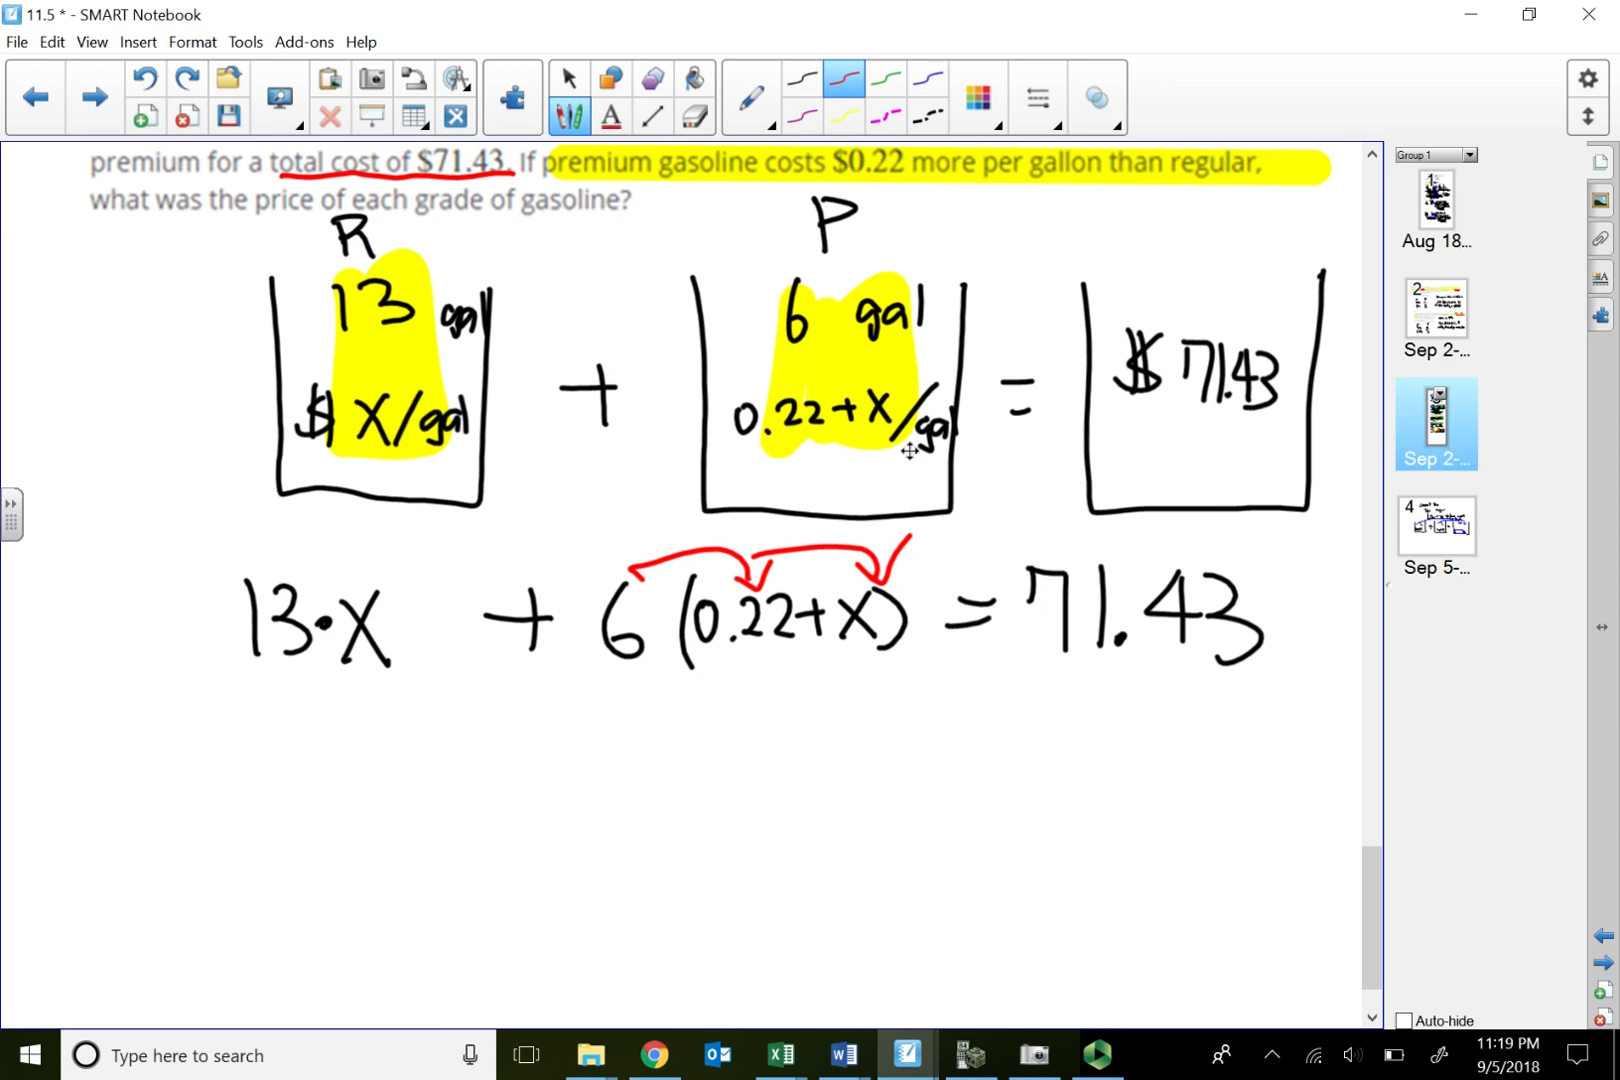 11.5 * - SMART Notebook
File Edit View Insert Format Tools Add-ons Help
premium for a total cost of $71.43. If premium gasoline costs $0.22 more per gallon than regular,
what was the price of each grade of gasoline?
R P
13 gal 6 gal
$ X/gal + 0.22 + X/gal = $ 71.43
13·X + 6 (0.22+X) = 71.43
Group 1
1
Aug 18...
2
Sep 2-...
Sep 2-...
4
Sep 5-...
Auto-hide
Type here to search
11:19 PM
9/5/2018